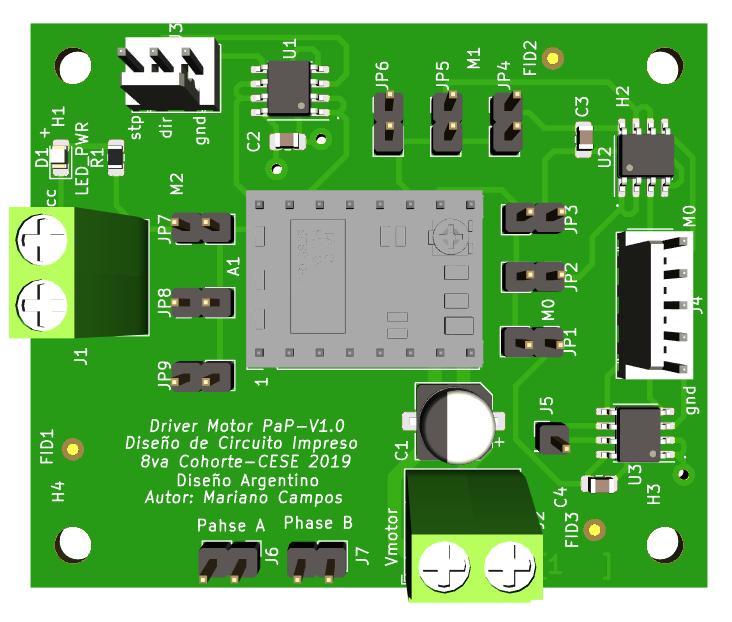 J3
U1
JP6
JP5
M1
JP4
FID2
H1
stp
dir
gnd
C2
C3
H2
U2
D1
+
LED_PWR
R1
M2
JP7
JP3
M0
A1
JP8
JP2
M0
J4
J1
JP1
JP9
1
gnd
J5
C1
+
FID1
Driver Motor PaP-V1.0
Diseño de Circuito Impreso
8va Cohorte-CESE 2019
Diseño Argentino
Autor: Mariano Campos
U3
H4
C4
H3
Pahse A
Phase B
Vmotor
J2
FID3
J6
J7